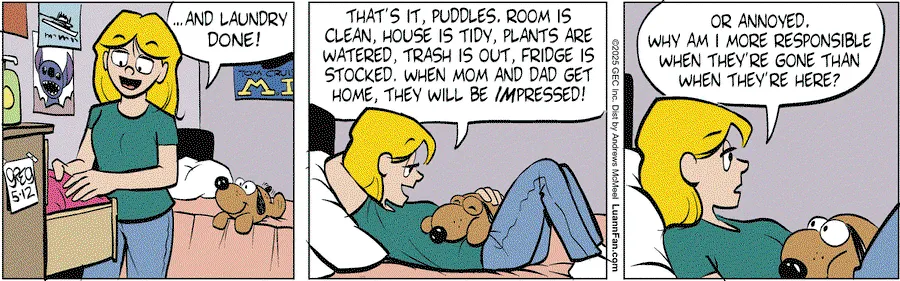 ...AND LAUNDRY
DONE!
TOM CRUI
MI
GREG
5·12
THAT'S IT, PUDDLES. ROOM IS
CLEAN, HOUSE IS TIDY, PLANTS ARE
WATERED, TRASH IS OUT, FRIDGE IS
STOCKED. WHEN MOM AND DAD GET
HOME, THEY WILL BE IMPRESSED!
©2025 GEC Inc. Dist by Andrews McMeel LuannFan.com
OR ANNOYED.
WHY AM I MORE RESPONSIBLE
WHEN THEY'RE GONE THAN
WHEN THEY'RE HERE?